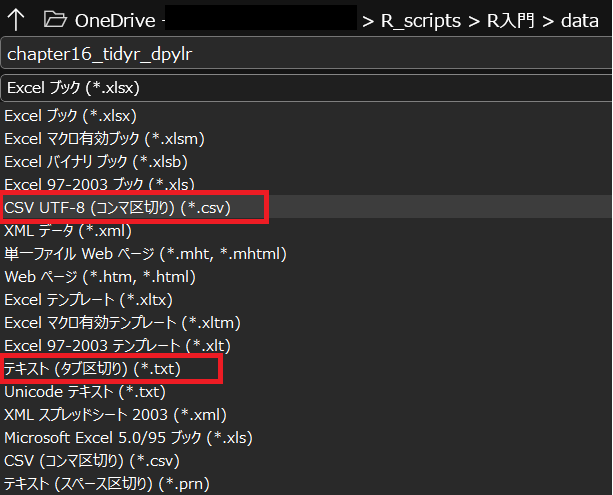 OneDrive - > R_scripts > R入門 > data
chapter16_tidyr_dpylr
Excel ブック (*.xlsx)
Excel ブック (*.xlsx)
Excel マクロ有効ブック (*.xlsm)
Excel バイナリ ブック (*.xlsb)
Excel 97-2003 ブック (*.xls)
CSV UTF-8 (コンマ区切り) (*.csv)
XML データ (*.xml)
単一ファイル Web ページ (*.mht, *.mhtml)
Web ページ (*.htm, *.html)
Excel テンプレート (*.xltx)
Excel マクロ有効テンプレート (*.xltm)
Excel 97-2003 テンプレート (*.xlt)
テキスト (タブ区切り) (*.txt)
Unicode テキスト (*.txt)
XML スプレッドシート 2003 (*.xml)
Microsoft Excel 5.0/95 ブック (*.xls)
CSV (コンマ区切り) (*.csv)
テキスト (スペース区切り) (*.prn)